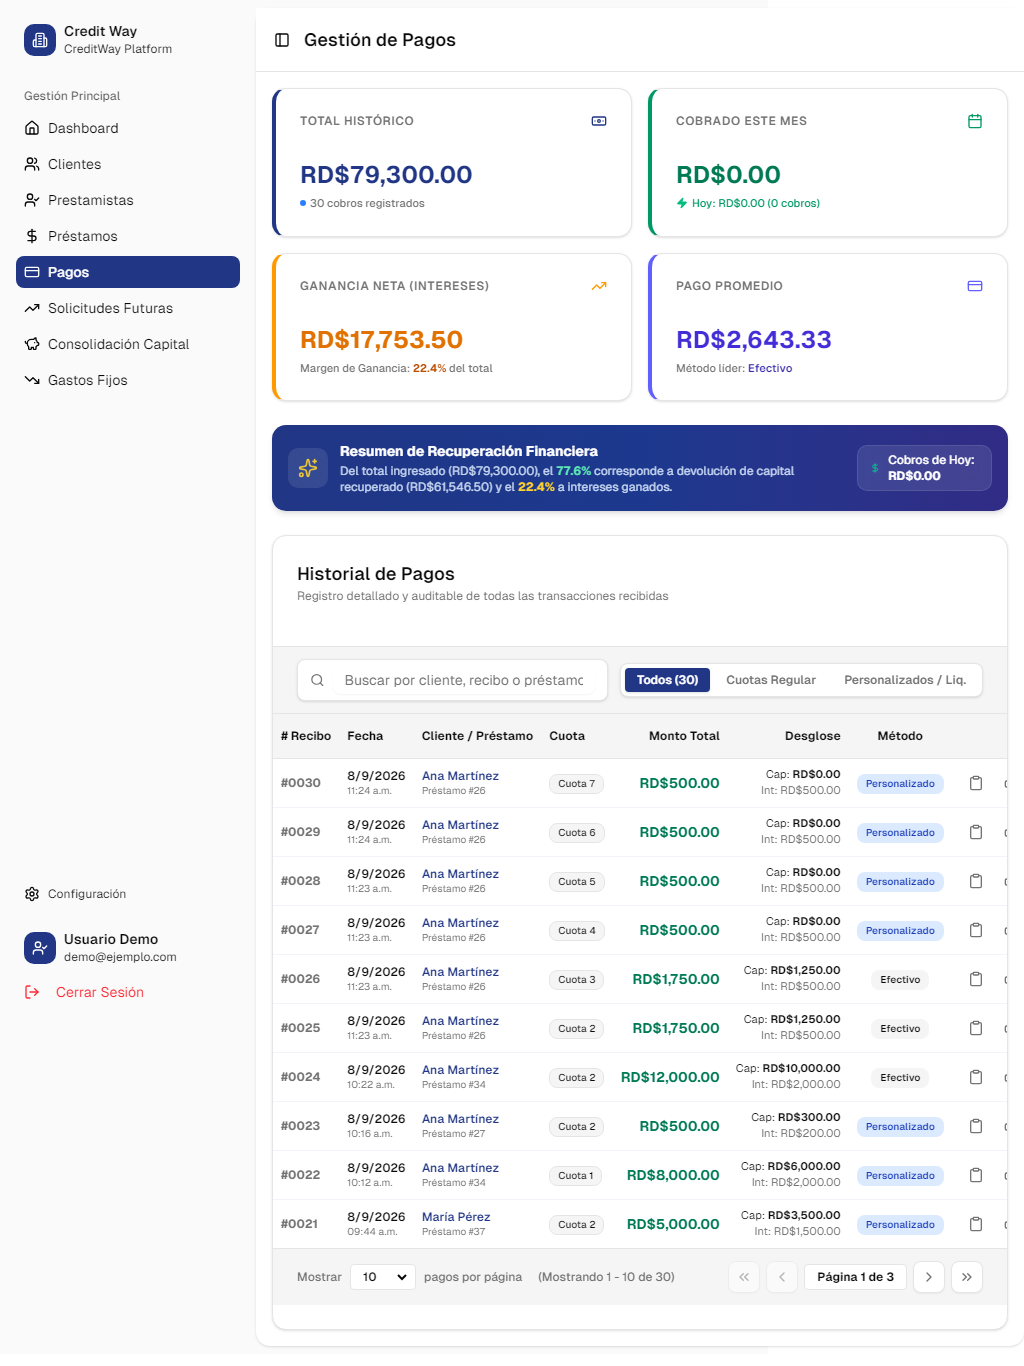 Credit Way
CreditWay Platform
Gestión Principal
Dashboard
Clientes
Prestamistas
Préstamos
Pagos
Solicitudes Futuras
Consolidación Capital
Gastos Fijos
Configuración
Usuario Demo
demo@ejemplo.com
Cerrar Sesión
Gestión de Pagos
TOTAL HISTÓRICO
RD$79,300.00
30 cobros registrados
COBRADO ESTE MES
RD$0.00
Hoy: RD$0.00 (0 cobros)
GANANCIA NETA (INTERESES)
RD$17,753.50
Margen de Ganancia: 22.4% del total
PAGO PROMEDIO
RD$2,643.33
Método líder: Efectivo
Resumen de Recuperación Financiera
Del total ingresado (RD$79,300.00), el 77.6% corresponde a devolución de capital
recuperado (RD$61,546.50) y el 22.4% a intereses ganados.
Cobros de Hoy:
RD$0.00
Historial de Pagos
Registro detallado y auditable de todas las transacciones recibidas
Buscar por cliente, recibo o préstamo
Todos (30) Cuotas Regular Personalizados / Liq.
# Recibo Fecha Cliente / Préstamo Cuota Monto Total Desglose Método
#0030 8/9/2026 Ana Martínez Cuota 7 RD$500.00 Cap: RD$0.00 Personalizado
11:24 a.m. Préstamo #26 Int: RD$500.00
#0029 8/9/2026 Ana Martínez Cuota 6 RD$500.00 Cap: RD$0.00 Personalizado
11:24 a.m. Préstamo #26 Int: RD$500.00
#0028 8/9/2026 Ana Martínez Cuota 5 RD$500.00 Cap: RD$0.00 Personalizado
11:23 a.m. Préstamo #26 Int: RD$500.00
#0027 8/9/2026 Ana Martínez Cuota 4 RD$500.00 Cap: RD$0.00 Personalizado
11:23 a.m. Préstamo #26 Int: RD$500.00
#0026 8/9/2026 Ana Martínez Cuota 3 RD$1,750.00 Cap: RD$1,250.00 Efectivo
11:23 a.m. Préstamo #26 Int: RD$500.00
#0025 8/9/2026 Ana Martínez Cuota 2 RD$1,750.00 Cap: RD$1,250.00 Efectivo
11:23 a.m. Préstamo #26 Int: RD$500.00
#0024 8/9/2026 Ana Martínez Cuota 2 RD$12,000.00 Cap: RD$10,000.00 Efectivo
10:22 a.m. Préstamo #34 Int: RD$2,000.00
#0023 8/9/2026 Ana Martínez Cuota 2 RD$500.00 Cap: RD$300.00 Personalizado
10:16 a.m. Préstamo #27 Int: RD$200.00
#0022 8/9/2026 Ana Martínez Cuota 1 RD$8,000.00 Cap: RD$6,000.00 Personalizado
10:12 a.m. Préstamo #34 Int: RD$2,000.00
#0021 8/9/2026 María Pérez Cuota 2 RD$5,000.00 Cap: RD$3,500.00 Personalizado
09:44 a.m. Préstamo #37 Int: RD$1,500.00
Mostrar 10 pagos por página (Mostrando 1 - 10 de 30) Página 1 de 3